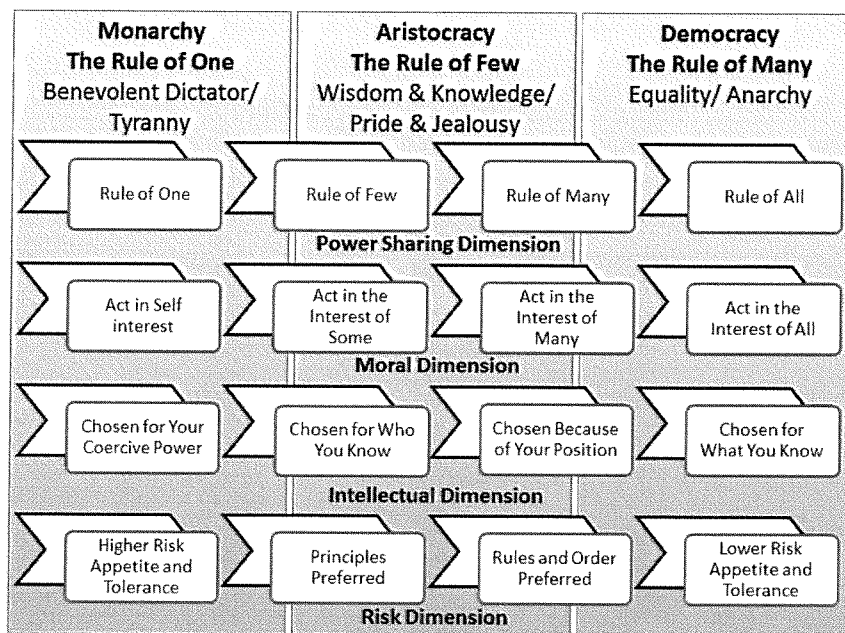 Monarchy
The Rule of One
Benevolent Dictator/
Tyranny
Aristocracy
The Rule of Few
Wisdom & Knowledge/
Pride & Jealousy
Democracy
The Rule of Many
Equality/ Anarchy
Rule of One
Rule of Few
Rule of Many
Rule of All
Power Sharing Dimension
Act in Self
interest
Act in the
Interest of
Some
Act in the
Interest of
Many
Act in the
Interest of All
Moral Dimension
Chosen for Your
Coercive Power
Chosen for Who
You Know
Chosen Because
of Your Position
Chosen for
What You Know
Intellectual Dimension
Higher Risk
Appetite and
Tolerance
Principles
Preferred
Rules and Order
Preferred
Lower Risk
Appetite and
Tolerance
Risk Dimension